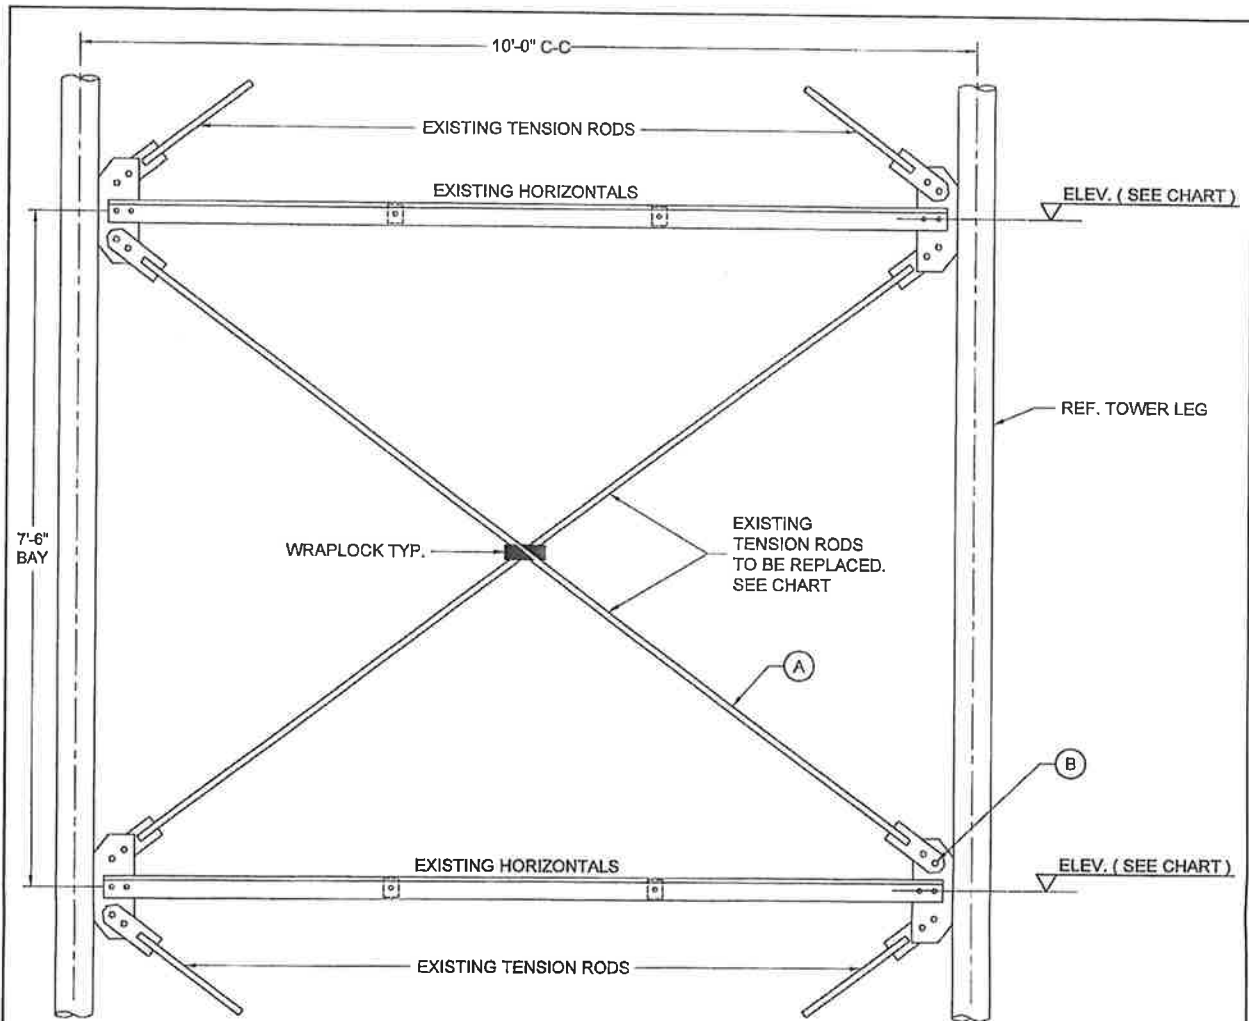 10'-0" C-C
EXISTING TENSION RODS
EXISTING HORIZONTALS
ELEV. ( SEE CHART )
REF. TOWER LEG
7'-6"
BAY
WRAPLOCK TYP.
EXISTING
TENSION RODS
TO BE REPLACED.
SEE CHART
A
B
EXISTING HORIZONTALS
ELEV. ( SEE CHART )
EXISTING TENSION RODS